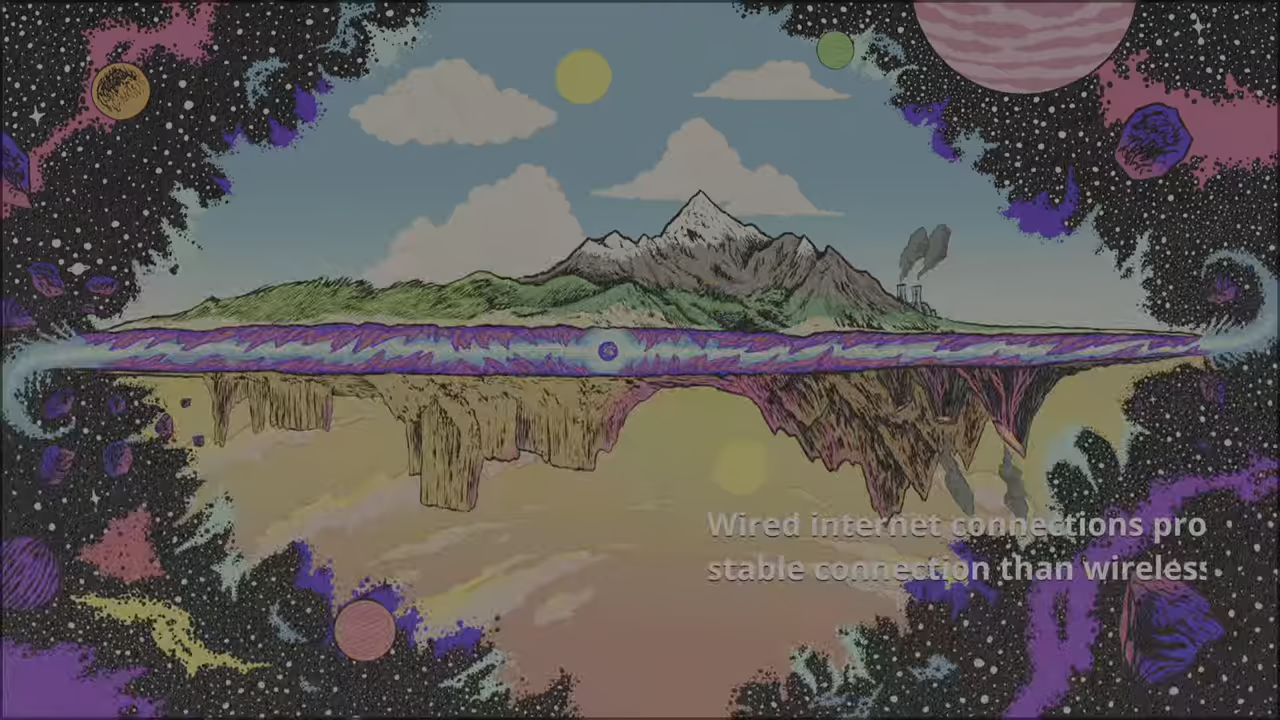 Wired internet connections pro
stable connection than wireles